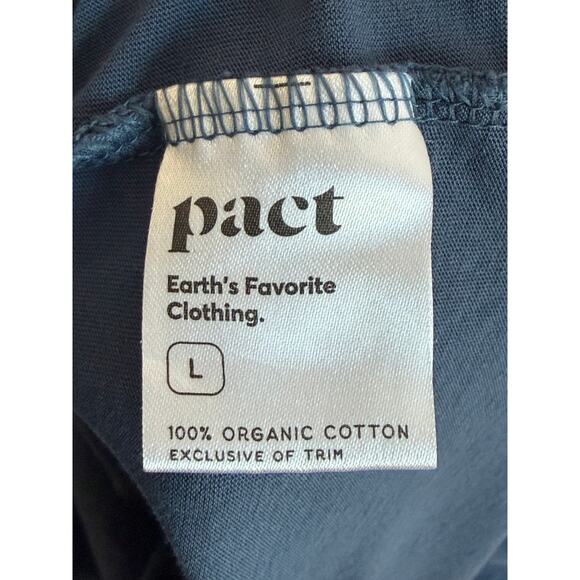 pact
Earth's Favorite
Clothing.
L
100% ORGANIC COTTON
EXCLUSIVE OF TRIM